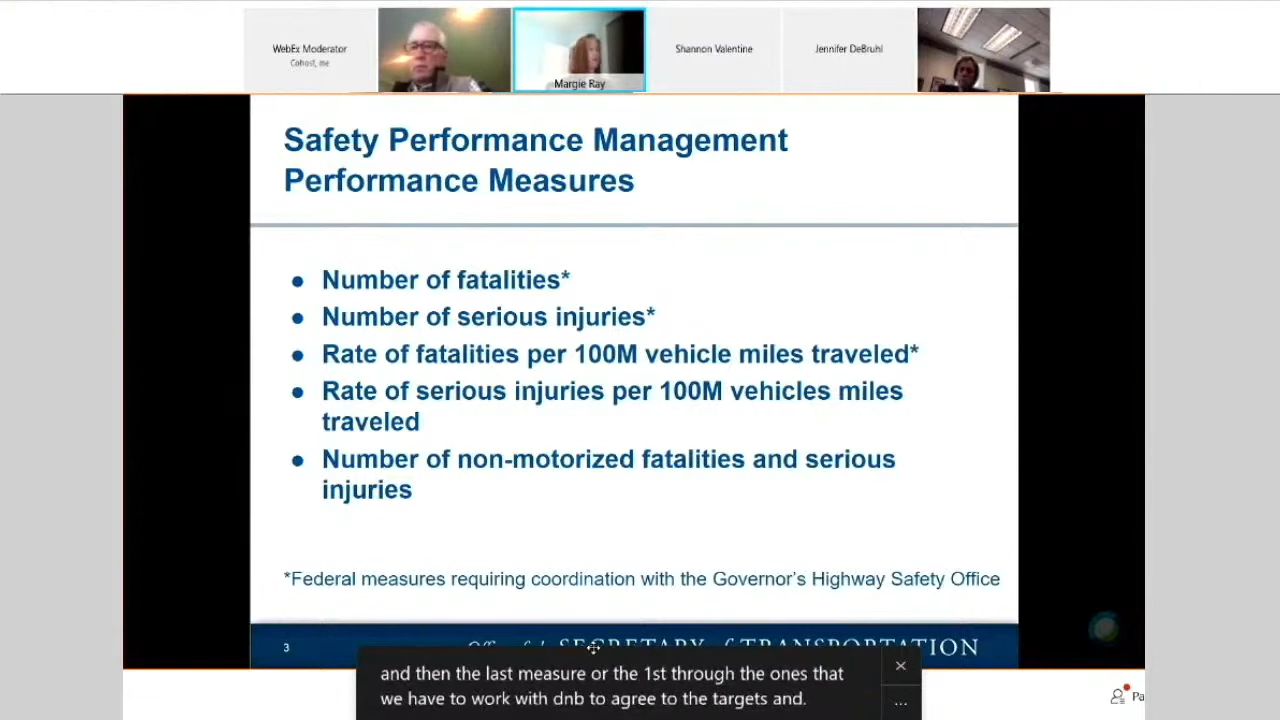 WebEx Moderator
Cohost, me
Margie Ray
Shannon Valentine
Jennifer DeBruhl
Safety Performance Management
Performance Measures
● Number of fatalities*
● Number of serious injuries*
● Rate of fatalities per 100M vehicle miles traveled*
● Rate of serious injuries per 100M vehicles miles
traveled
● Number of non-motorized fatalities and serious
injuries
*Federal measures requiring coordination with the Governor's Highway Safety Office
3
SECRETARY of TRANSPORTATION
and then the last measure or the 1st through the ones that
we have to work with dnb to agree to the targets and.
Pa